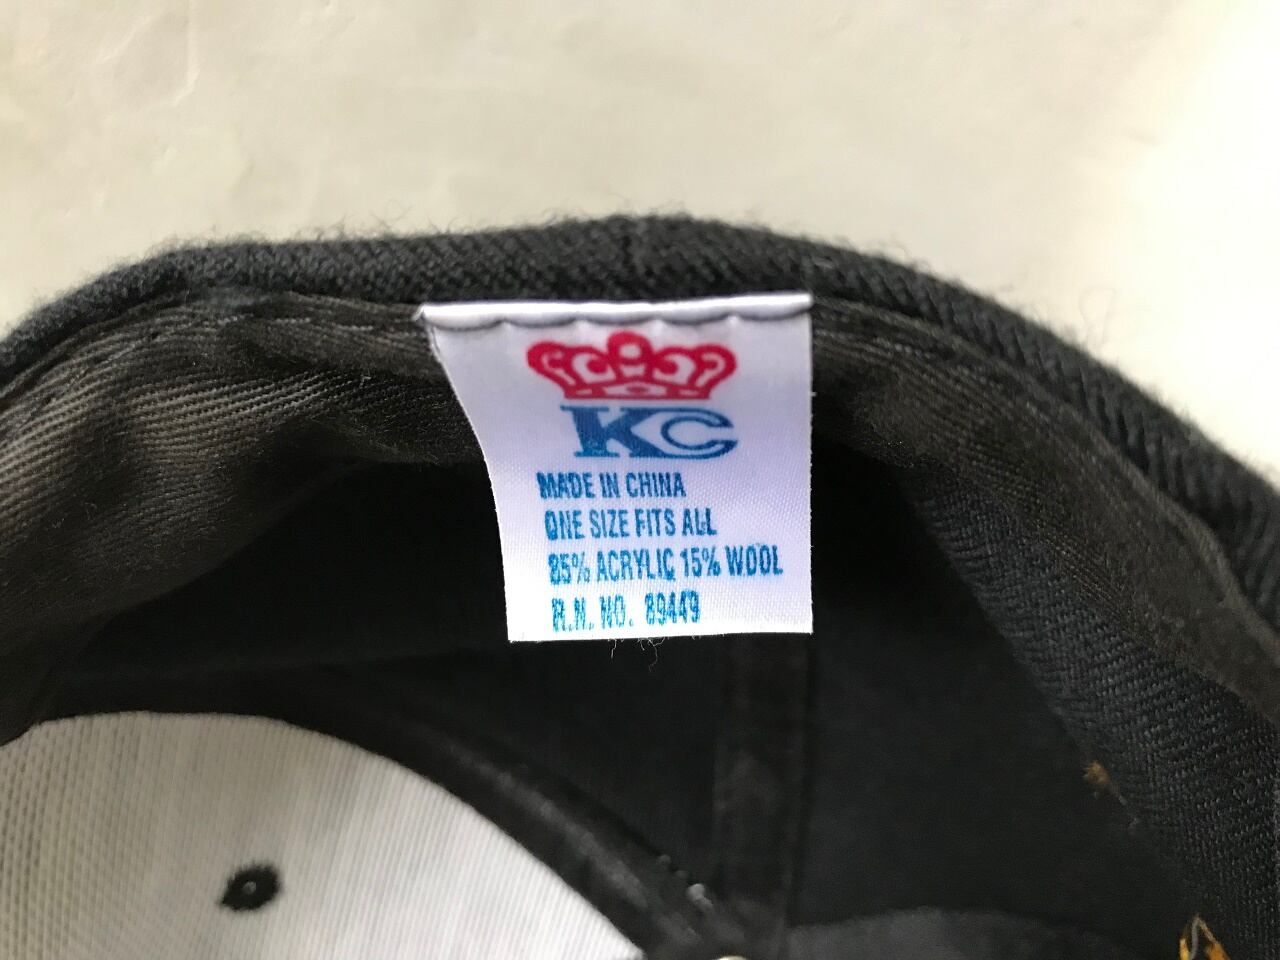 KC
MADE IN CHINA
ONE SIZE FITS ALL
85% ACRYLIC 15% WOOL
R.N. NO. 89449